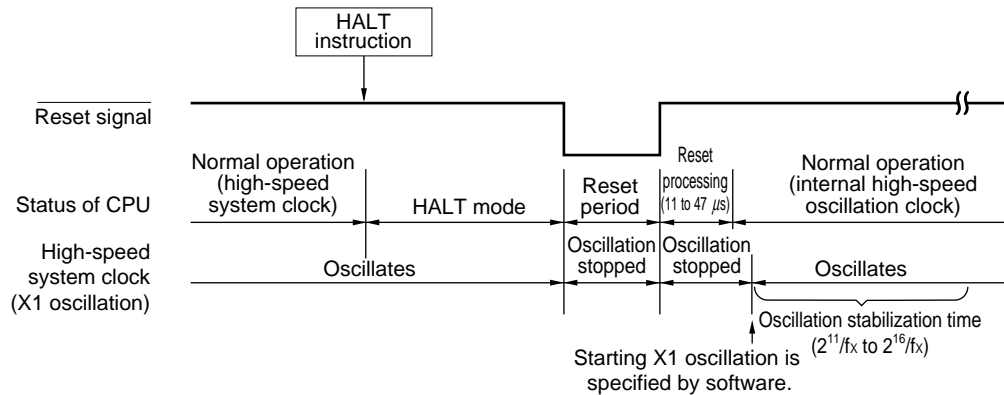 HALT
instruction
Reset signal
Status of CPU
Normal operation
(high-speed
system clock)
HALT mode
Reset
period
Reset
processing
(11 to 47 μs)
Normal operation
(internal high-speed
oscillation clock)
High-speed
system clock
(X1 oscillation)
Oscillates
Oscillation
stopped
Oscillation
stopped
Oscillates
Oscillation stabilization time
(2¹¹/fx to 2¹⁶/fx)
Starting X1 oscillation is
specified by software.